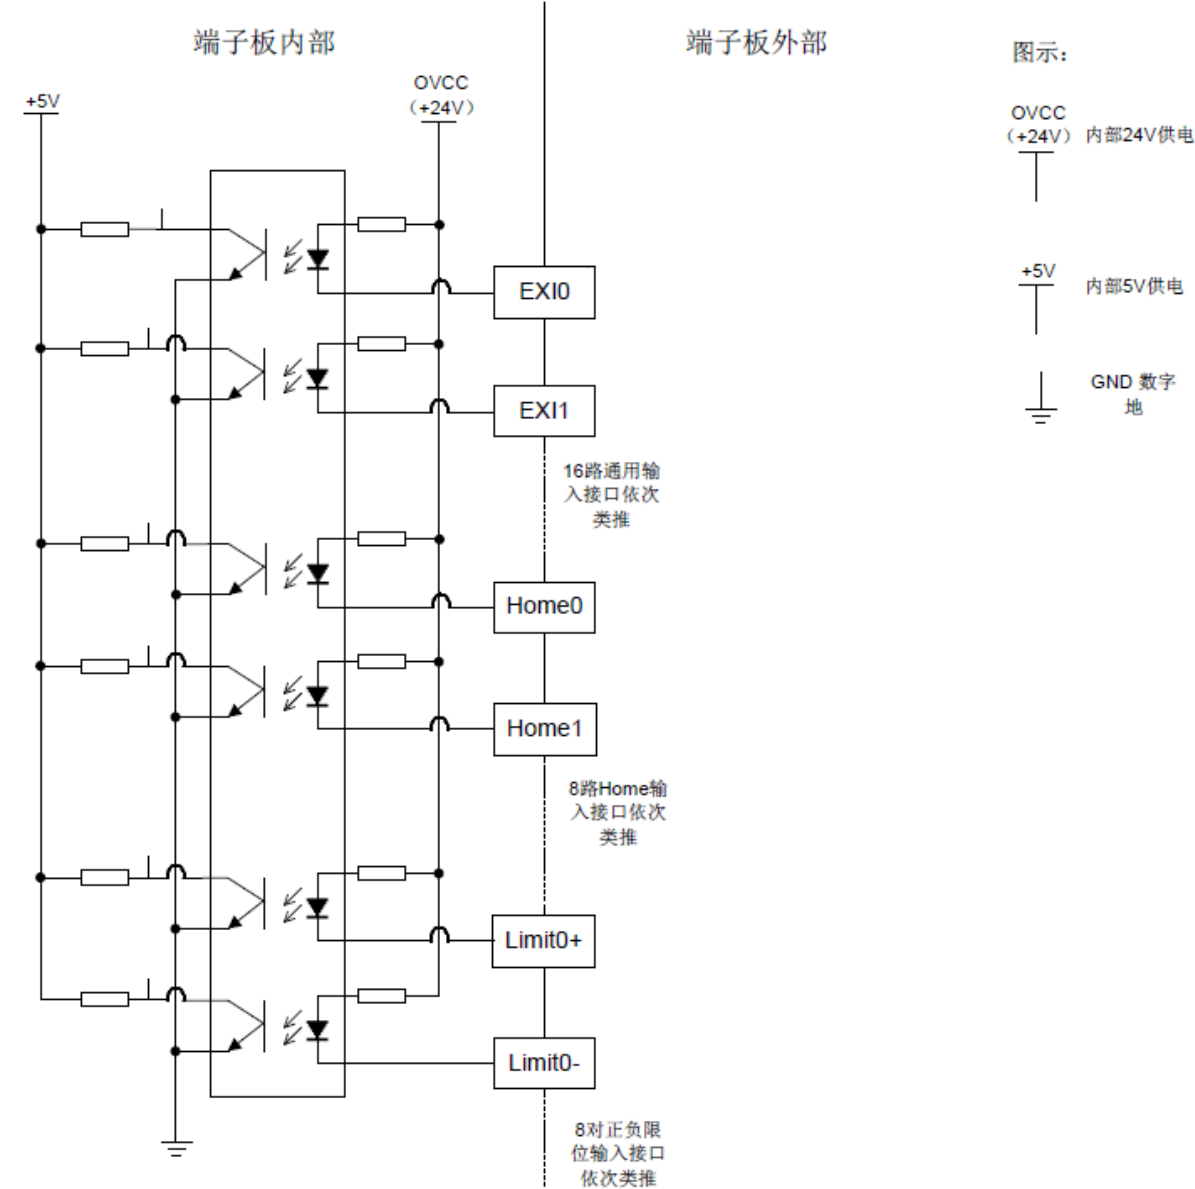 端子板内部
端子板外部
图示：
+5V
OVCC
（+24V）
OVCC
（+24V）
内部24V供电
+5V
内部5V供电
GND 数字
地
EXI0
EXI1
16路通用输
入接口依次
类推
Home0
Home1
8路Home输
入接口依次
类推
Limit0+
Limit0-
8对正负限
位输入接口
依次类推